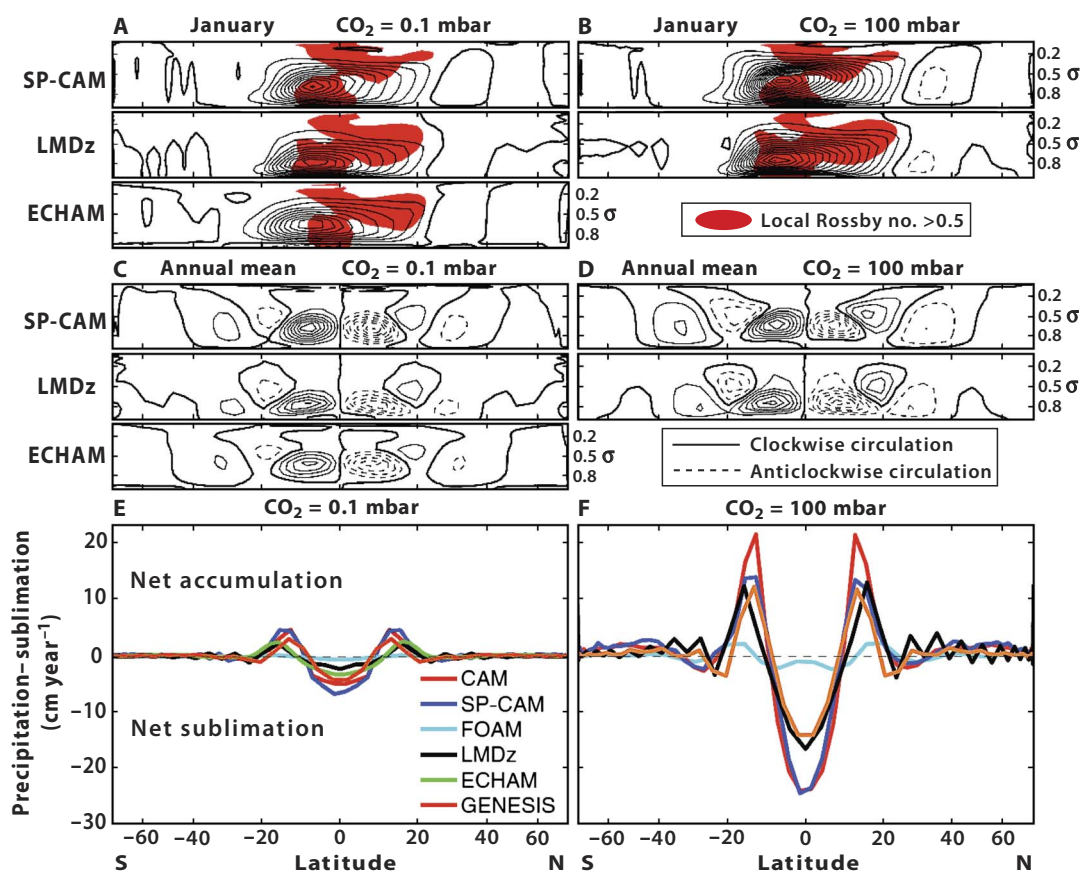 A January CO2 = 0.1 mbar
B January CO2 = 100 mbar
SP-CAM
0.2
0.5 σ
0.8
LMDz
0.2
0.5 σ
0.8
ECHAM
0.2
0.5 σ
0.8
Local Rossby no. >0.5
C Annual mean CO2 = 0.1 mbar
D Annual mean CO2 = 100 mbar
SP-CAM
0.2
0.5 σ
0.8
LMDz
0.2
0.5 σ
0.8
ECHAM
0.2
0.5 σ
0.8
Clockwise circulation
Anticlockwise circulation
E CO2 = 0.1 mbar
F CO2 = 100 mbar
Precipitation–sublimation
(cm year−1)
20
10
0
−10
−20
−30
Net accumulation
Net sublimation
CAM
SP-CAM
FOAM
LMDz
ECHAM
GENESIS
−60 −40 −20 0 20 40 60
−60 −40 −20 0 20 40 60
S Latitude N
S Latitude N